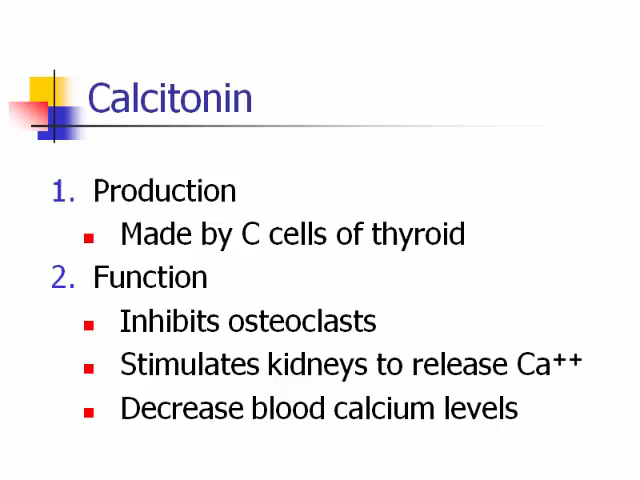 Calcitonin
1. Production
Made by C cells of thyroid
2. Function
Inhibits osteoclasts
Stimulates kidneys to release Ca⁺⁺
Decrease blood calcium levels